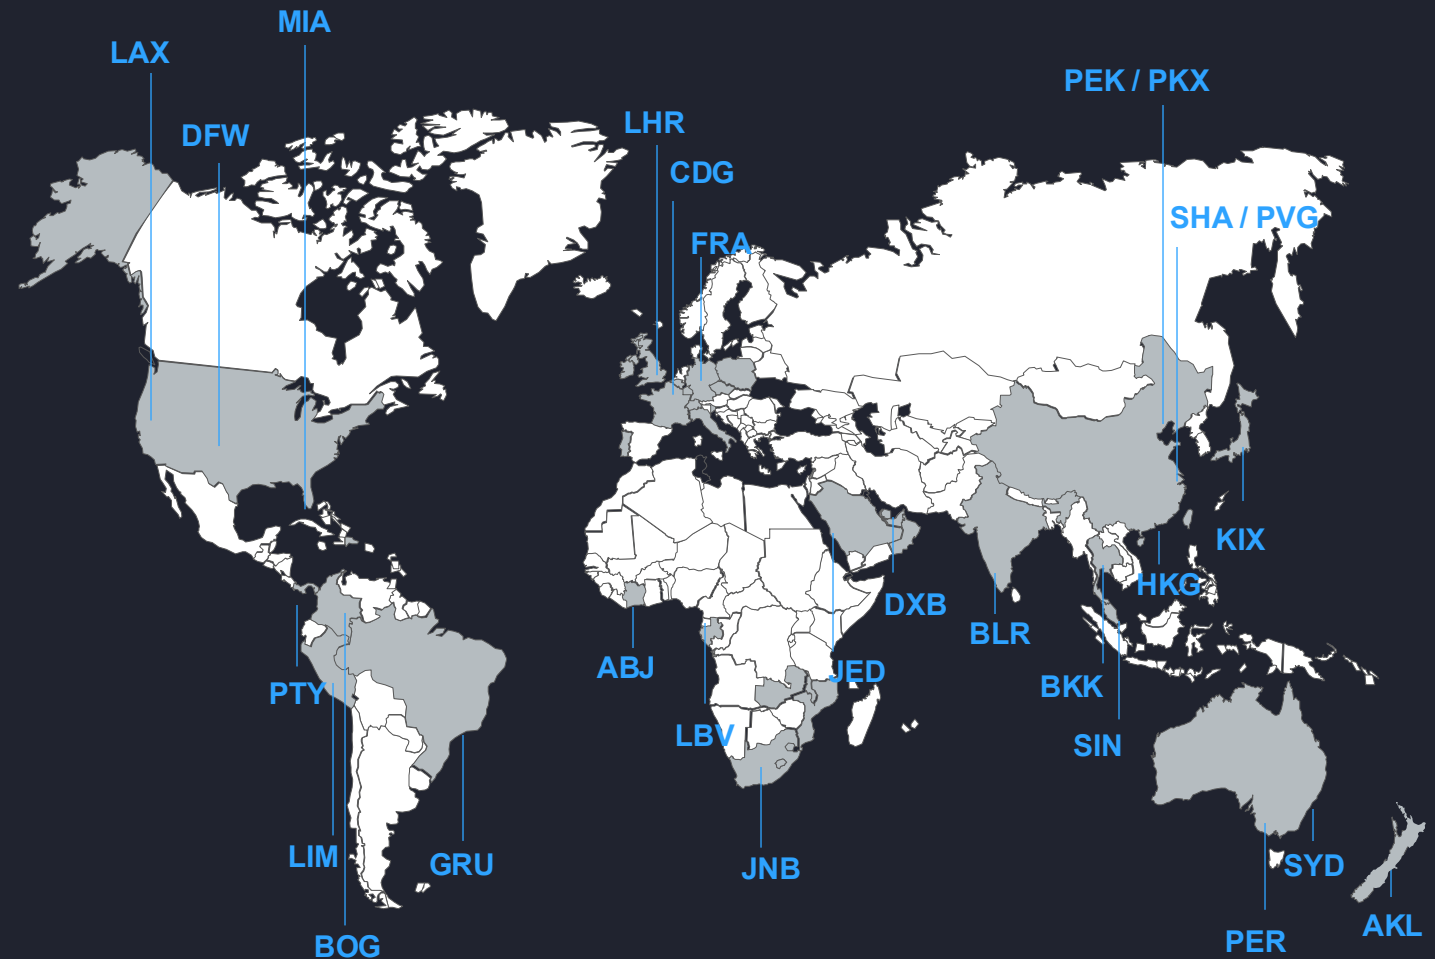 MIA
LAX
PEK / PKX
LHR
DFW
CDG
SHA / PVG
FRA
KIX
HKG
DXB
BLR
ABJ
JED
BKK
PTY
LBV
SIN
LIM
GRU
JNB
SYD
AKL
PER
BOG